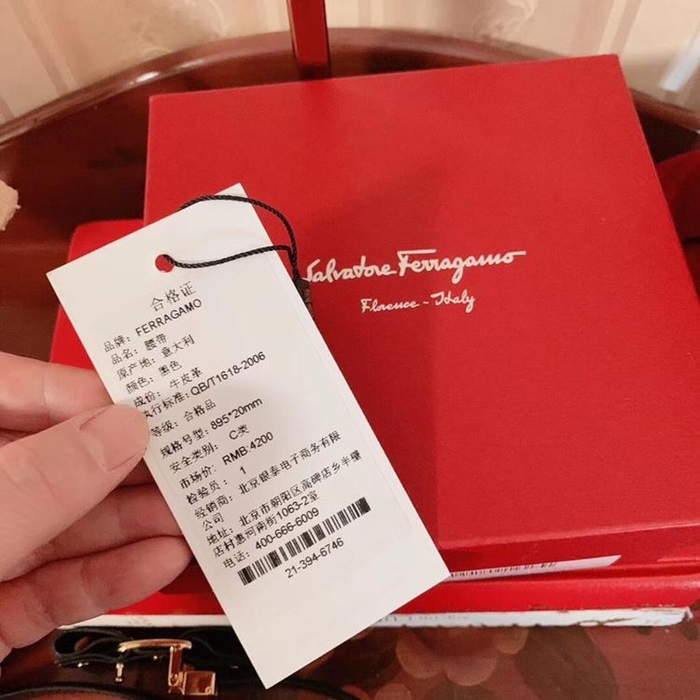 Salvatore Ferragamo
Florence - Italy
合格证
品牌: FERRAGAMO
品名: 腰带
原产地: 意大利
颜色: 墨色
成份: 牛皮革
执行标准: QB/T1618-2006
等级: 合格品
规格号型: 895*20mm
安全类别: C类
市场价: RMB:4200
检验员: 1
经销商: 北京银泰电子商务有限
公司
地址: 北京市朝阳区高碑店乡半壁
店村惠河南街1063-2室
电话: 400-666-6009
21-394-6746